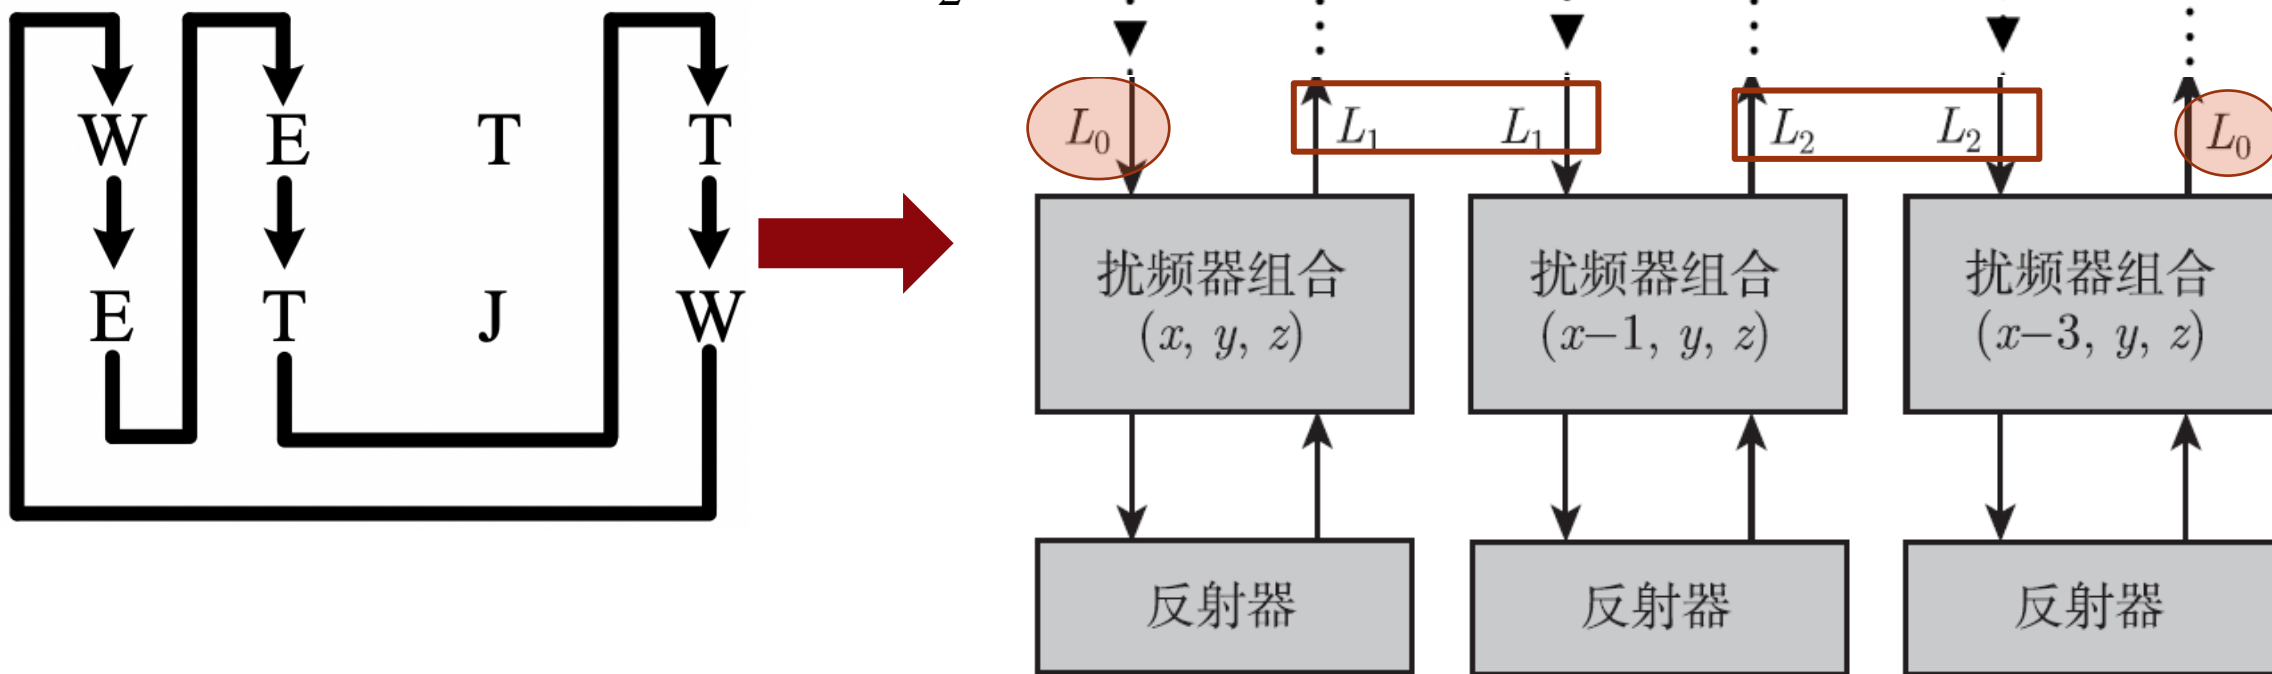 2
W E T T
E T J W
L₀ L₁ L₁ L₂ L₂ L₀
扰频器组合 扰频器组合 扰频器组合
(x, y, z) (x−1, y, z) (x−3, y, z)
反射器 反射器 反射器